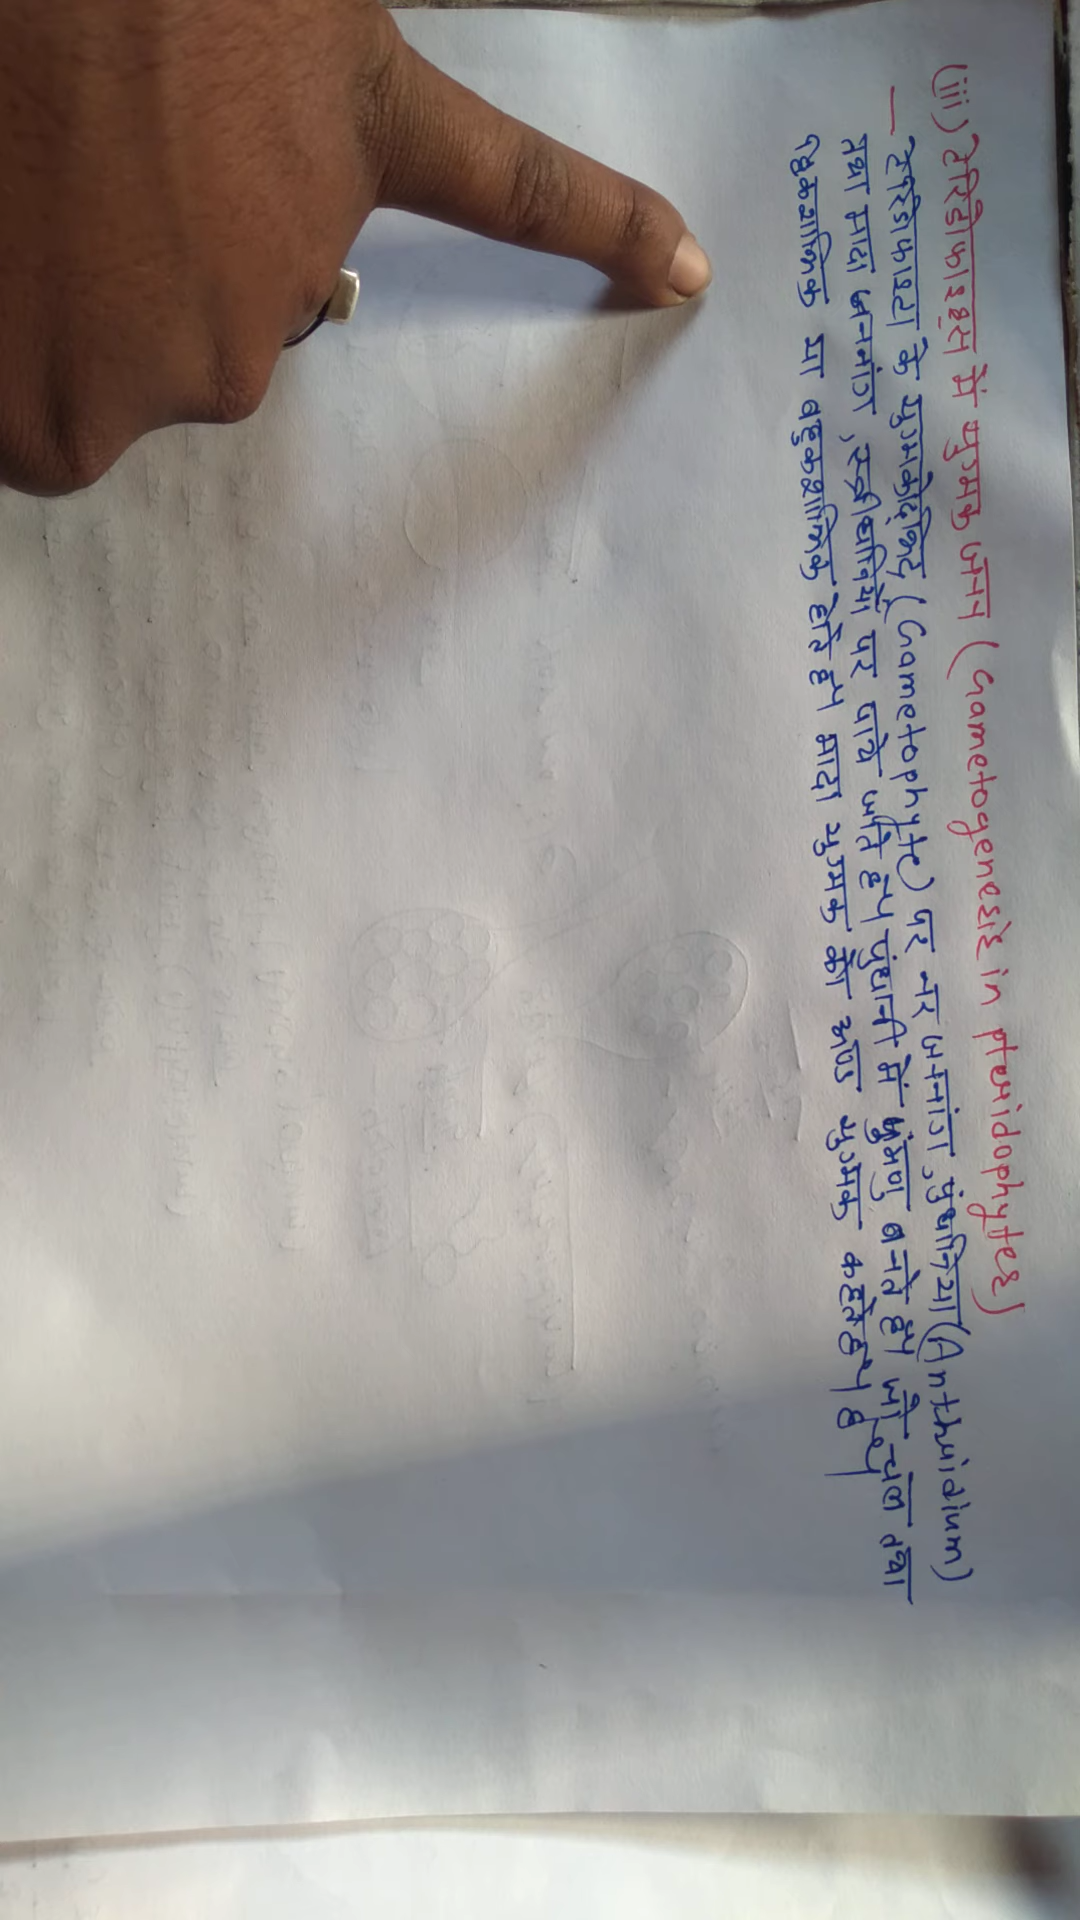 (iii) टेरिडोफाइट्स में युग्मक जनन (Gametogenesis in pteridophytes)
— टेरिडोफाइटा के युग्मकोद्भिद् (Gametophyte) पर नर जननांग, पुंधानिया (Antheridium)
तथा मादा जननांग, स्त्रीधानियाँ पर पाये जाते है। पुंधानी में पुंमणु बनते है। जो चल तथा
द्विकशाभिक या बहुकशाभिक होते है। मादा युग्मक को अण्ड युग्मक कहते है। है।